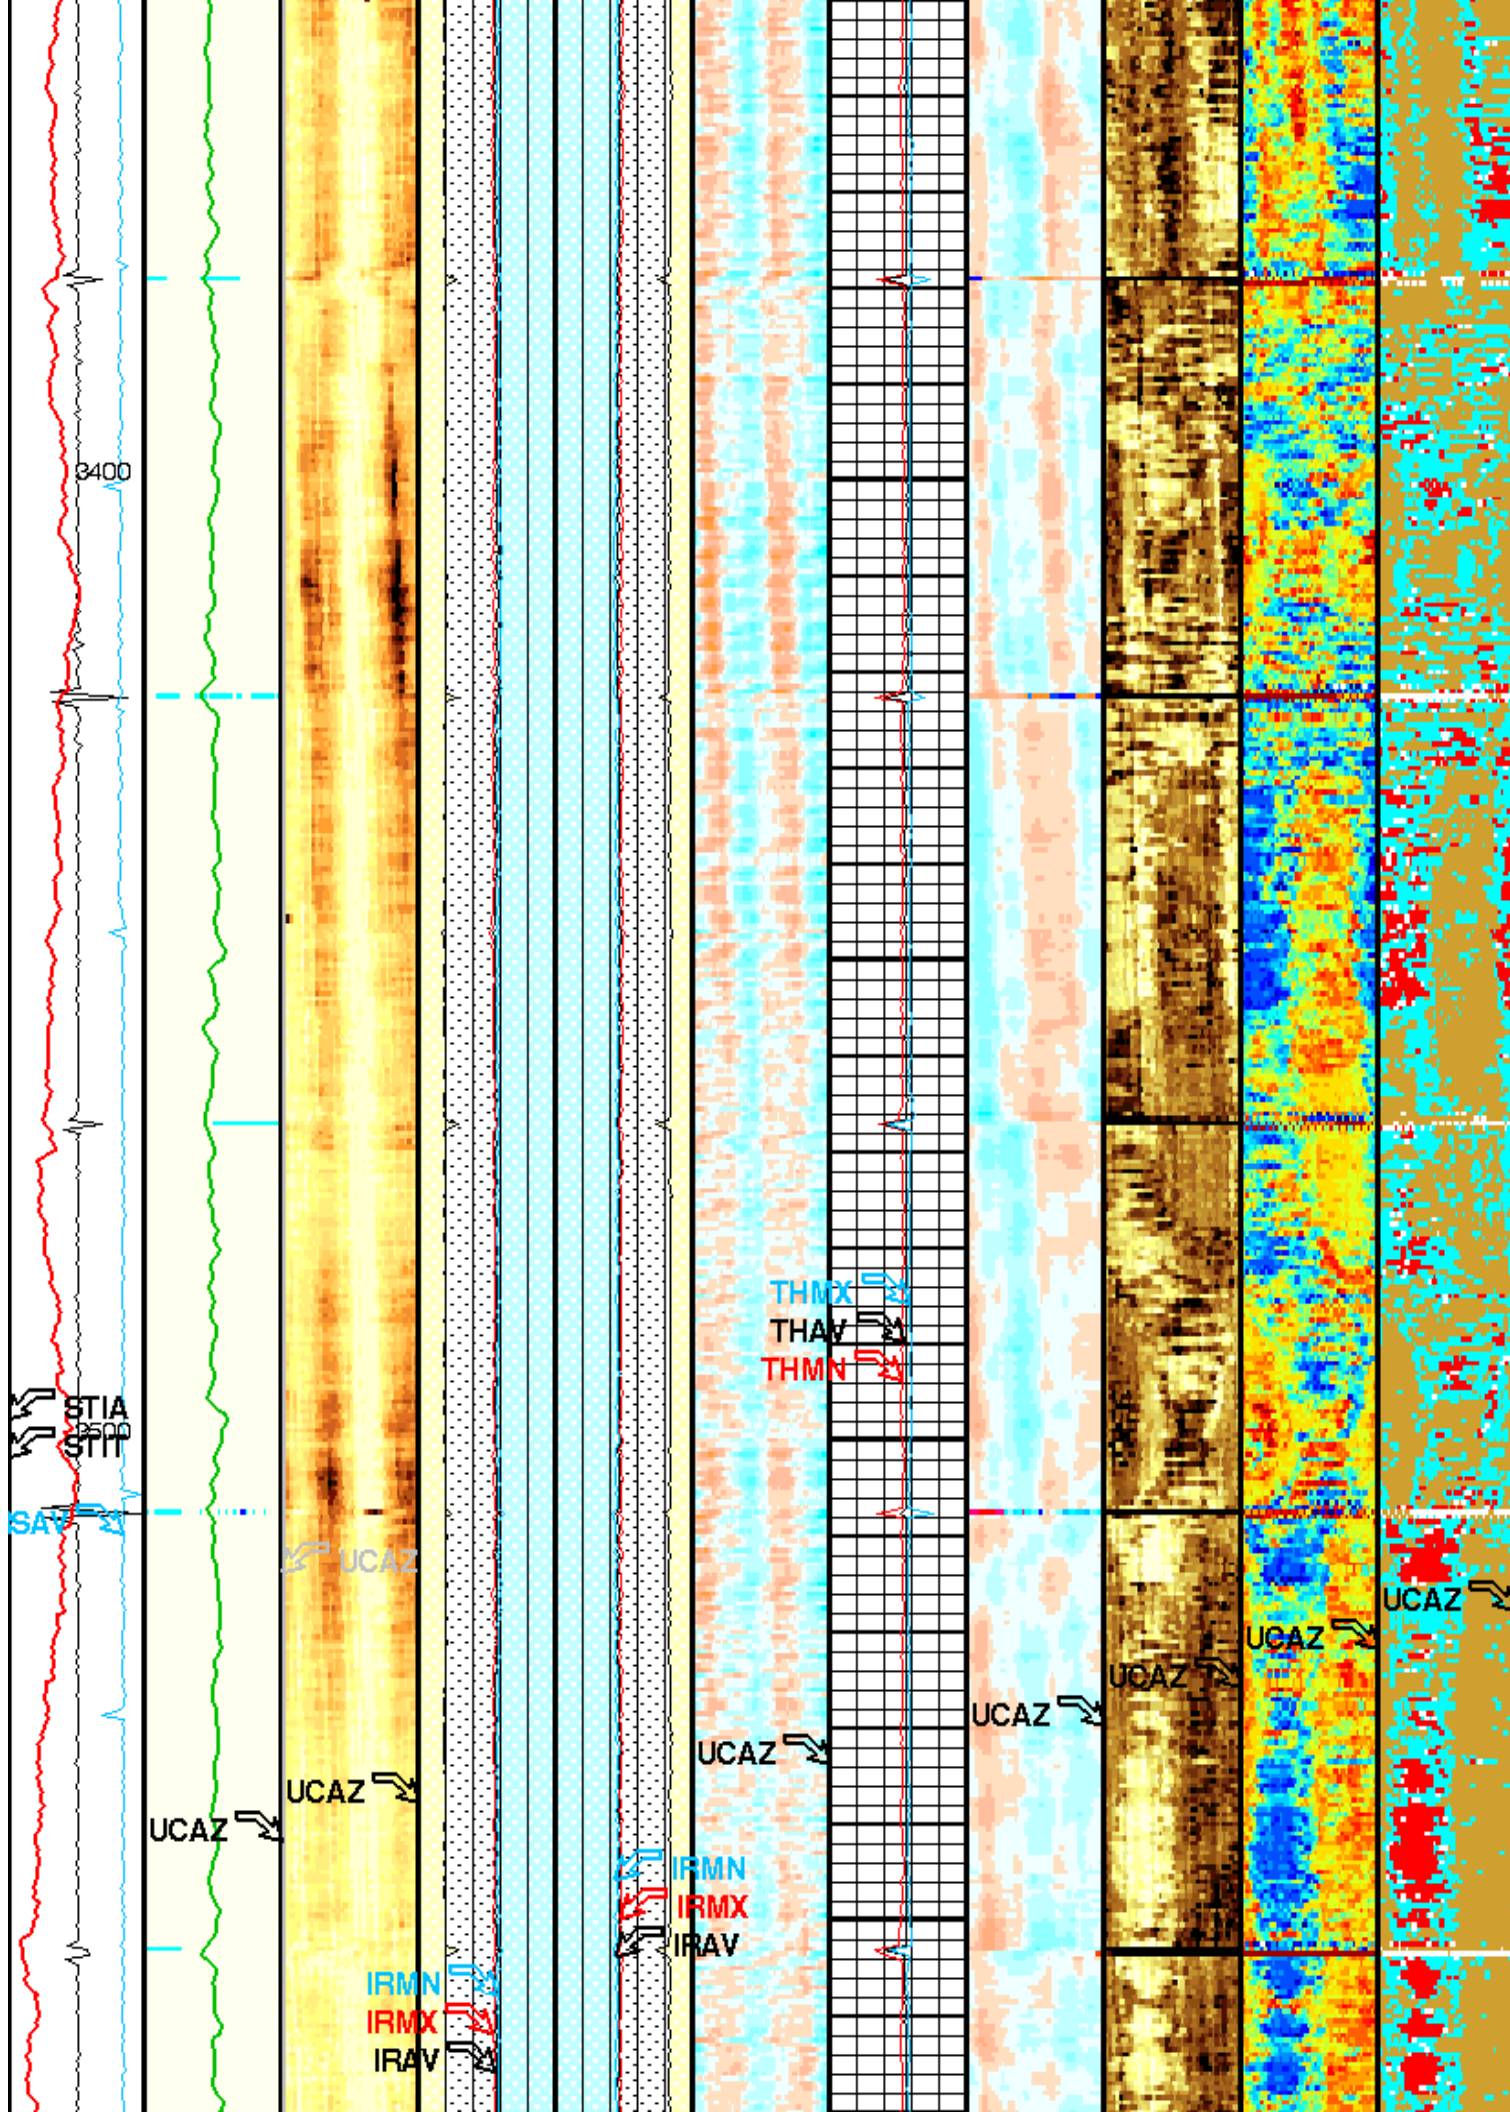 3400
THMX
THAV
THMN
STIA
3500
STIT
SAV
UCAZ
UCAZ
UCAZ
UCAZ
UCAZ
UCAZ
UCAZ
UCAZ
IRMN
IRMX
IRAV
IRMN
IRMX
IRAV